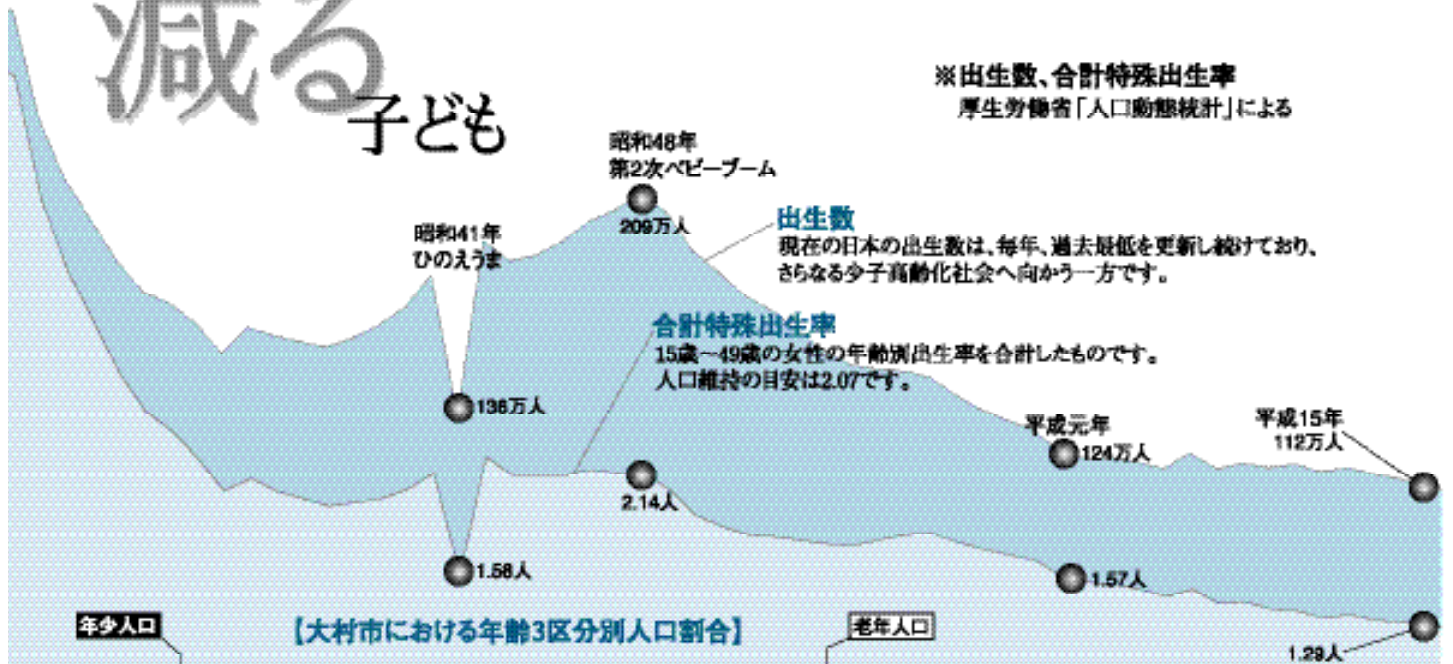 減る
子ども
※出生数、合計特殊出生率
厚生労働省「人口動態統計」による
昭和48年
第2次ベビーブーム
209万人
昭和41年
ひのえうま
136万人
出生数
現在の日本の出生数は、毎年、過去最低を更新し続けており、
さらなる少子高齢化社会へ向かう一方です。
合計特殊出生率
15歳〜49歳の女性の年齢別出生率を合計したものです。
人口維持の目安は2.07です。
平成元年
124万人
平成15年
112万人
2.14人
1.58人
1.57人
1.29人
年少人口
【大村市における年齢3区分別人口割合】
老年人口